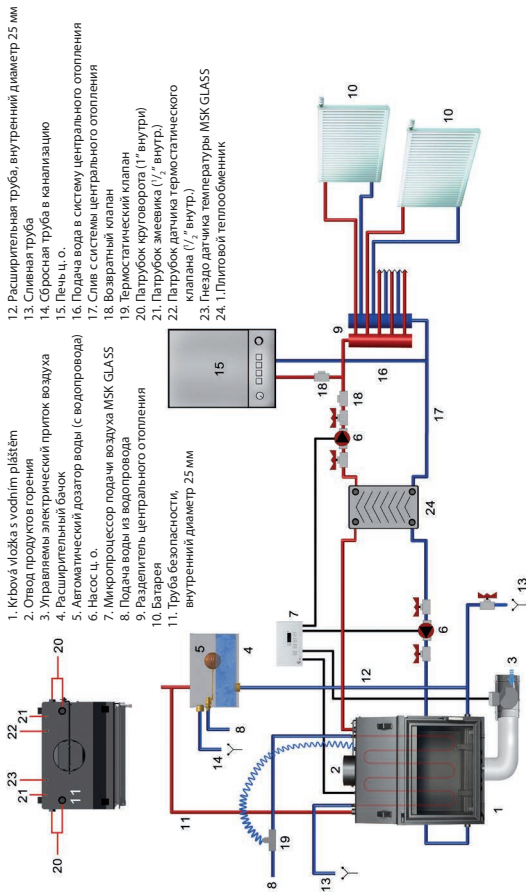 1. Krbová vložka s vodním pláštěm
2. Отвод продуктов горения
3. Управляемы электрический приток воздуха
4. Расширительный бачок
5. Автоматический дозатор воды (с водопровода)
6. Насос ц. о.
7. Микропроцессор подачи воздуха MSK GLASS
8. Подача воды из водопровода
9. Разделитель центрального отопления
10. Батарея
11. Труба безопасности,
внутренний диаметр 25 мм
12. Расширительная труба, внутренний диаметр 25 мм
13. Сливная труба
14. Сбросная труба в канализацию
15. Печь ц. о.
16. Подача вода в систему центрального отопления
17. Слив с системы центрального отопления
18. Возвратный клапан
19. Термостатический клапан
20. Патрубок круговорота (1" внутри)
21. Патрубок змеевика (1/2" внутр.)
22. Патрубок датчика термостатического
клапана (1/2" внутр.)
23. Гнездо датчика температуры MSK GLASS
24. 1.Плитовой теплообменник
20
21
22
23
21
20
11
10
10
15
9
16
18
18
6
17
24
7
5
4
8
14
12
6
13
11
2
3
19
8
13
1